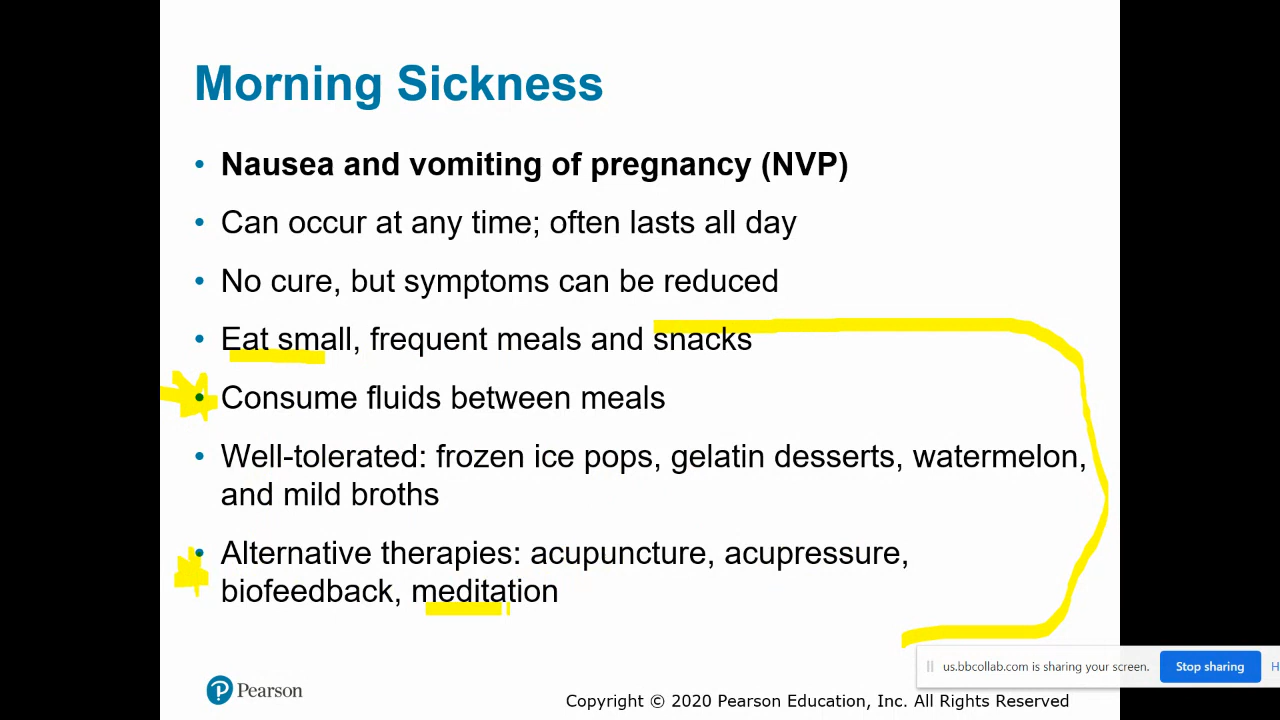 Morning Sickness
• Nausea and vomiting of pregnancy (NVP)
• Can occur at any time; often lasts all day
• No cure, but symptoms can be reduced
• Eat small, frequent meals and snacks
• Consume fluids between meals
• Well-tolerated: frozen ice pops, gelatin desserts, watermelon,
and mild broths
• Alternative therapies: acupuncture, acupressure,
biofeedback, meditation
us.bbcollab.com is sharing your screen.
Stop sharing
H
Pearson
Copyright © 2020 Pearson Education, Inc. All Rights Reserved